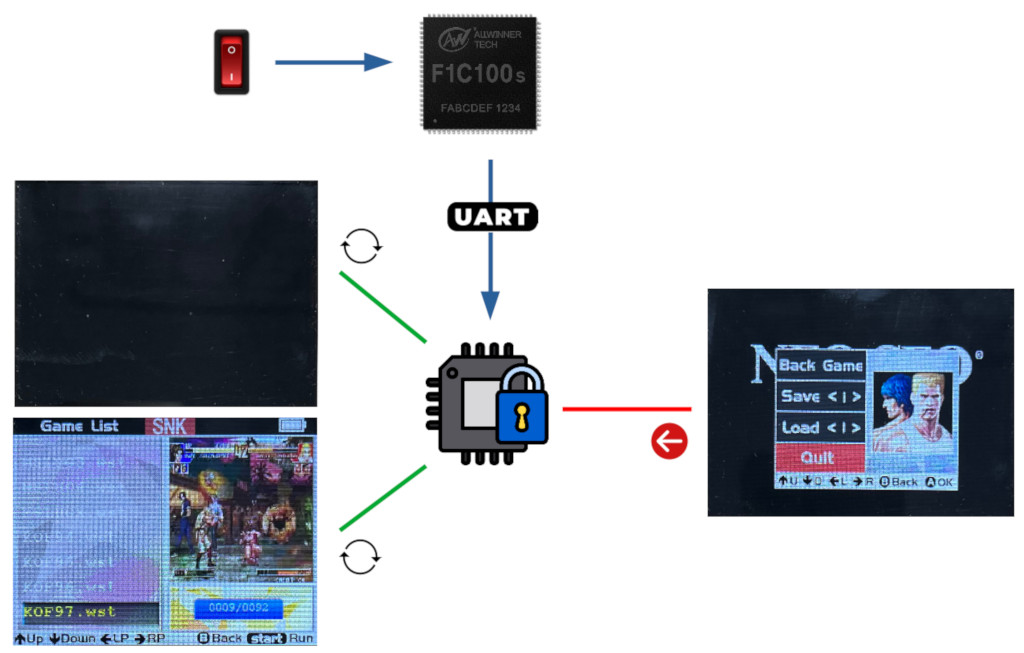 O
I
ALLWINNER
TECH
F1C100s
FABCDEF 1234
UART
Game List SNK
KOF97.wst
0009/0092
↑Up ↓Down ←LP →RP B Back start Run
Back Game
Save < | >
Load < | >
Quit
↑U ↓D ←L →R B Back A OK